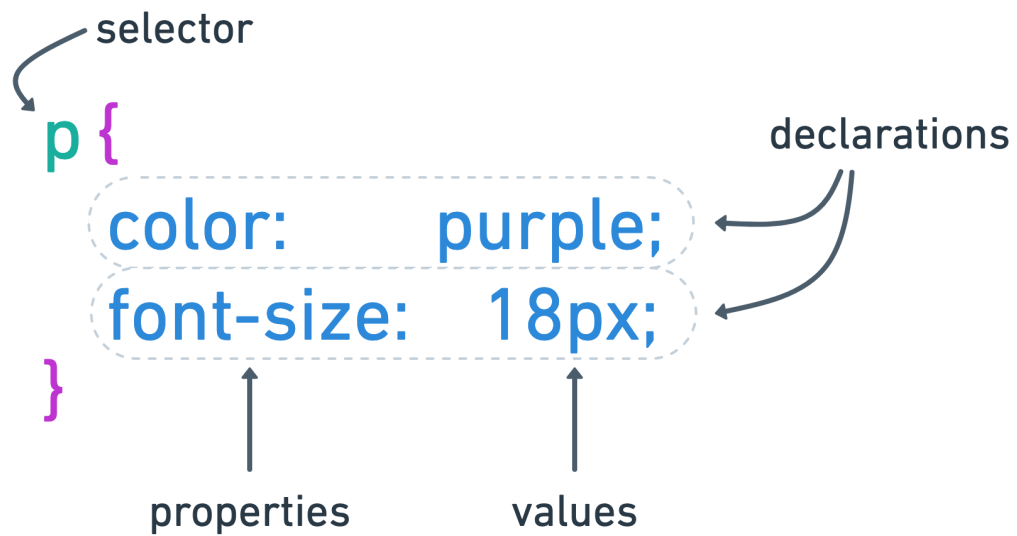 selector
p {
declarations
color: purple;
font-size: 18px;
}
properties values